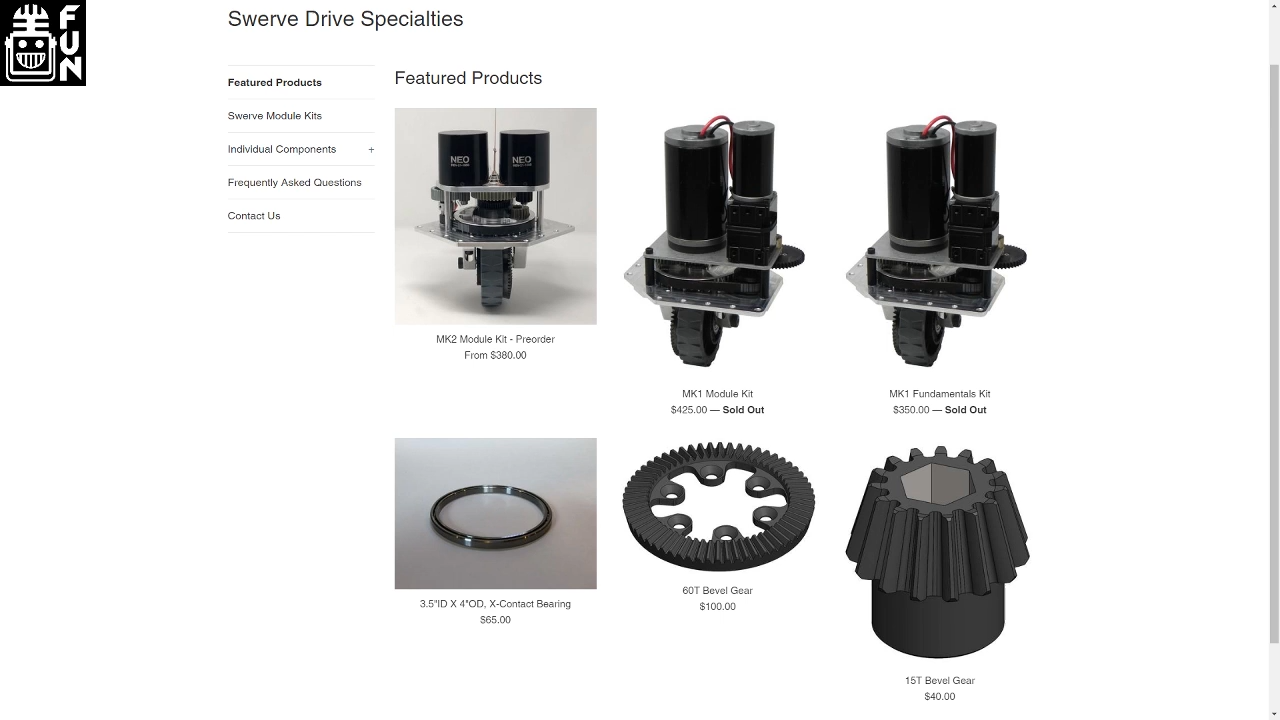 FUN
Swerve Drive Specialties
Featured Products
Swerve Module Kits
Individual Components +
Frequently Asked Questions
Contact Us
Featured Products
NEO NEO
MK2 Module Kit - Preorder
From $380.00
MK1 Module Kit
$425.00 — Sold Out
MK1 Fundamentals Kit
$350.00 — Sold Out
3.5"ID X 4"OD, X-Contact Bearing
$65.00
60T Bevel Gear
$100.00
15T Bevel Gear
$40.00